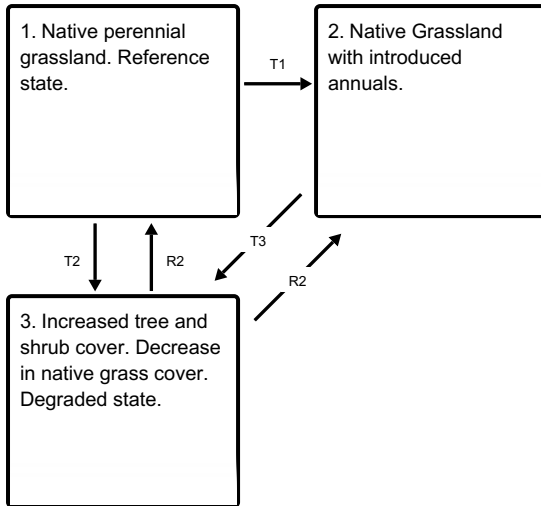 1. Native perennial
grassland. Reference
state.
T1
2. Native Grassland
with introduced
annuals.
T2
R2
T3
R2
3. Increased tree and
shrub cover. Decrease
in native grass cover.
Degraded state.